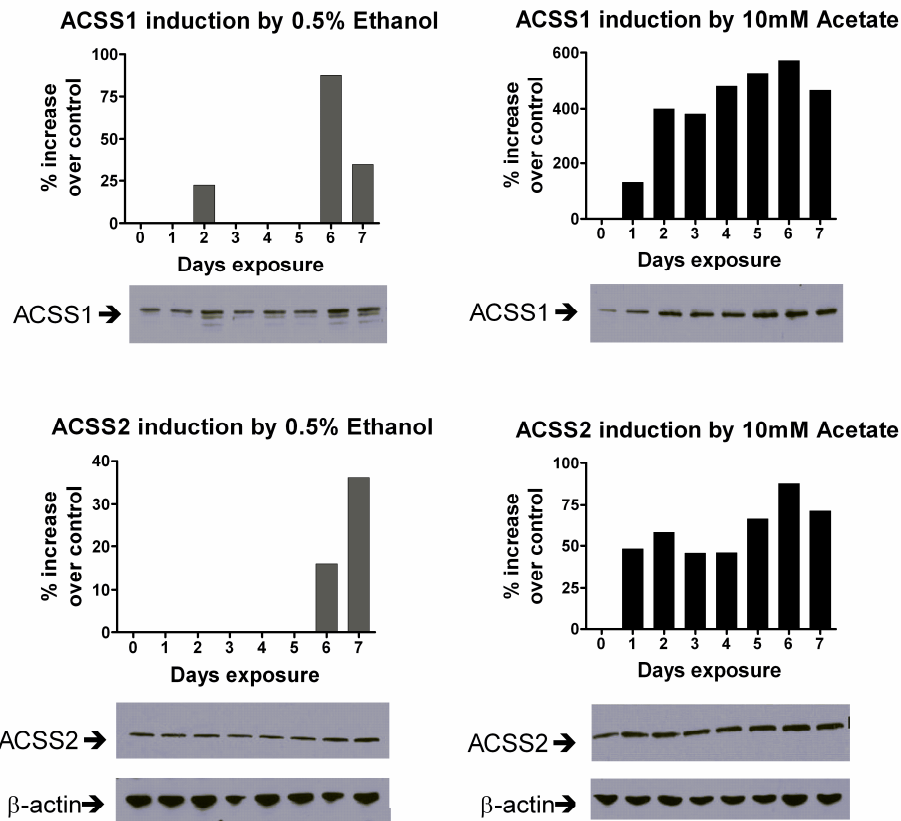 ACSS1 induction by 0.5% Ethanol
% increase
over control
100
75
50
25
0
0 1 2 3 4 5 6 7
Days exposure
ACSS1➔
ACSS1 induction by 10mM Acetate
% increase
over control
600
400
200
0
0 1 2 3 4 5 6 7
Days exposure
ACSS1➔
ACSS2 induction by 0.5% Ethanol
% increase
over control
40
30
20
10
0
0 1 2 3 4 5 6 7
Days exposure
ACSS2➔
β-actin➔
ACSS2 induction by 10mM Acetate
% increase
over control
100
75
50
25
0
0 1 2 3 4 5 6 7
Days exposure
ACSS2➔
β-actin➔